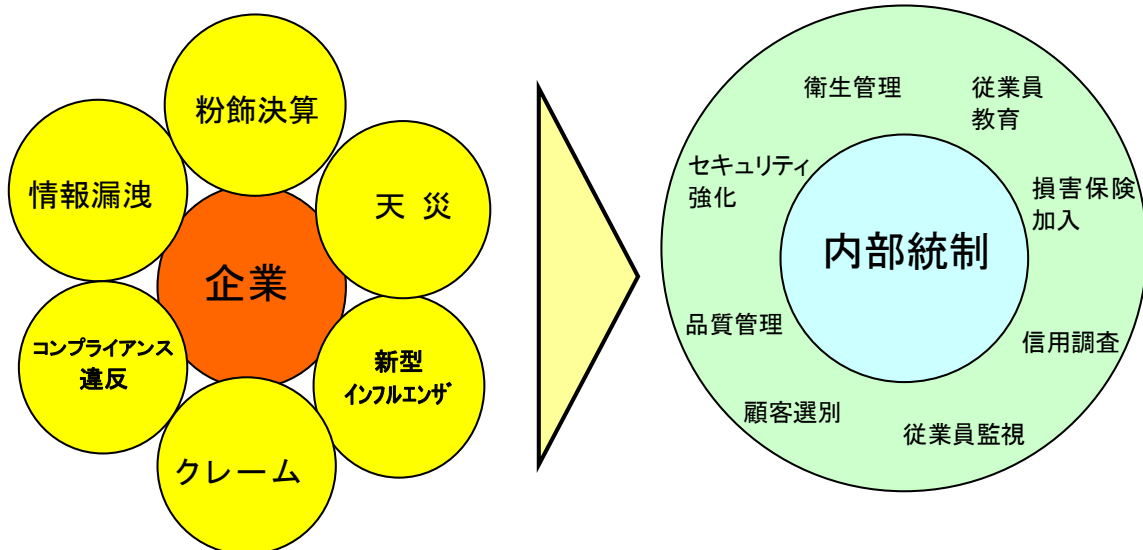 粉飾決算
情報漏洩
天 災
企業
コンプライアンス
違反
新型
インフルエンザ
クレーム
衛生管理
従業員
教育
セキュリティ
強化
損害保険
加入
内部統制
品質管理
信用調査
顧客選別
従業員監視